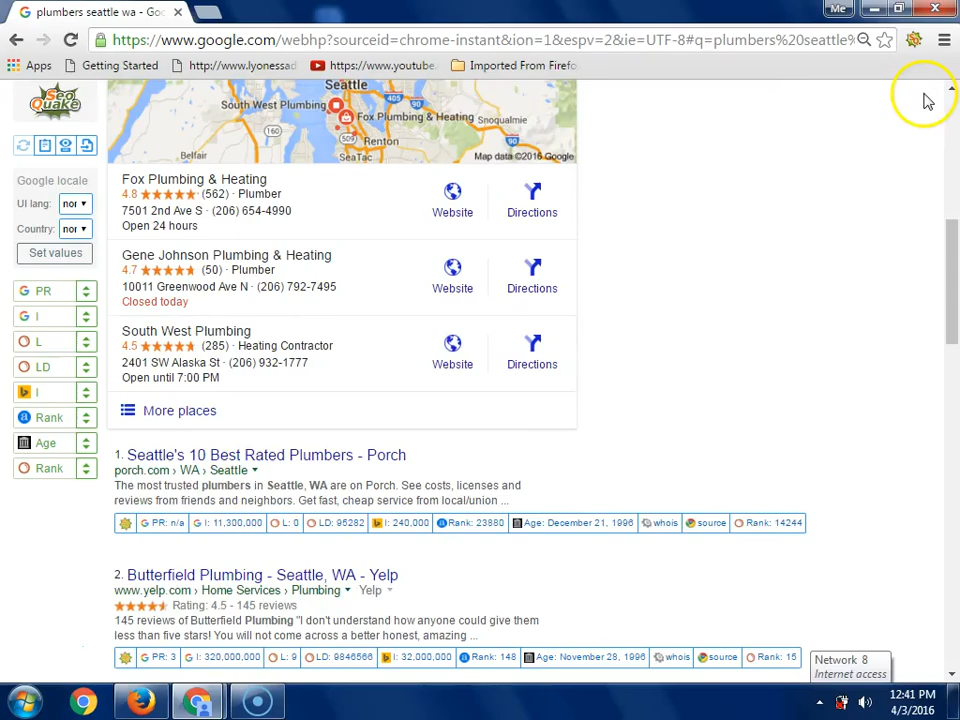 plumbers seattle wa - Goo
Me
https://www.google.com/webhp?sourceid=chrome-instant&ion=1&espv=2&ie=UTF-8#q=plumbers%20seattle%
Apps
Getting Started
http://www.lyonessad
https://www.youtube.
Imported From Firefo
SEO Quake
Google locale
UI lang: nor
Country: nor
Set values
PR
I
L
LD
I
Rank
Age
Rank
Seattle
South West Plumbing
405
90
Fox Plumbing & Heating
Snoqualmie
160
Renton
509
Belfair
SeaTac
Map data ©2016 Google
Fox Plumbing & Heating
4.8 (562) · Plumber
7501 2nd Ave S · (206) 654-4990
Open 24 hours
Website
Directions
Gene Johnson Plumbing & Heating
4.7 (50) · Plumber
10011 Greenwood Ave N · (206) 792-7495
Closed today
Website
Directions
South West Plumbing
4.5 (285) · Heating Contractor
2401 SW Alaska St · (206) 932-1777
Open until 7:00 PM
Website
Directions
More places
1. Seattle's 10 Best Rated Plumbers - Porch
porch.com › WA › Seattle
The most trusted plumbers in Seattle, WA are on Porch. See costs, licenses and
reviews from friends and neighbors. Get fast, cheap service from local/union ...
PR: n/a I: 11,300,000 L: 0 LD: 95282 I: 240,000 Rank: 23880 Age: December 21, 1996 whois source Rank: 14244
2. Butterfield Plumbing - Seattle, WA - Yelp
www.yelp.com › Home Services › Plumbing Yelp
Rating: 4.5 - 145 reviews
145 reviews of Butterfield Plumbing "I don't understand how anyone could give them
less than five stars! You will not come across a better honest, amazing ...
PR: 3 I: 320,000,000 L: 9 LD: 9846566 I: 32,000,000 Rank: 148 Age: November 28, 1996 whois source Rank: 15
Network 8
Internet access
12:41 PM
4/3/2016